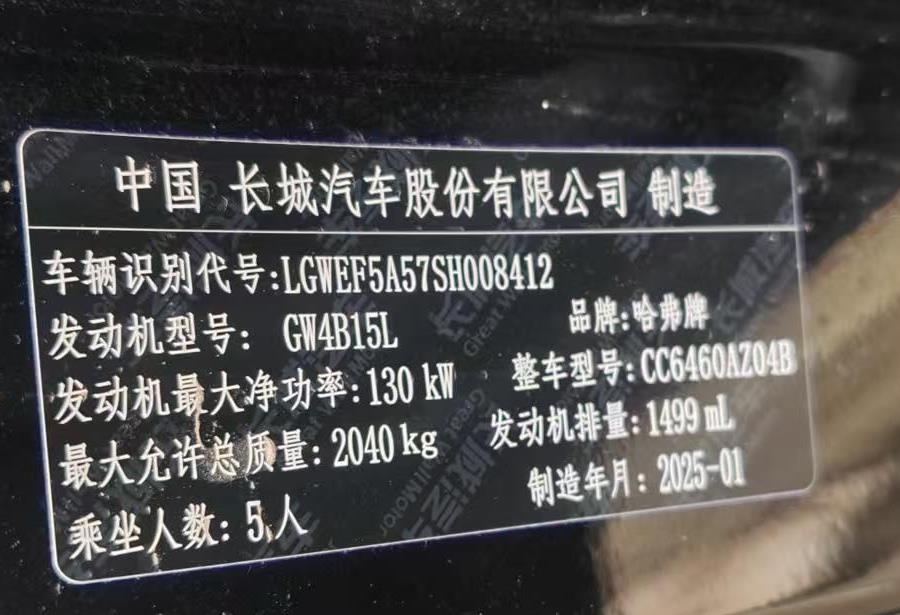 中国 长城汽车股份有限公司 制造
车辆识别代号:LGWEF5A57SH008412
品牌:哈弗牌
发动机型号: GW4B15L
整车型号:CC6460AZ04B
发动机最大净功率:130 kW
发动机排量:1499 mL
最大允许总质量:2040 kg
制造年月:2025-01
乘坐人数:5人